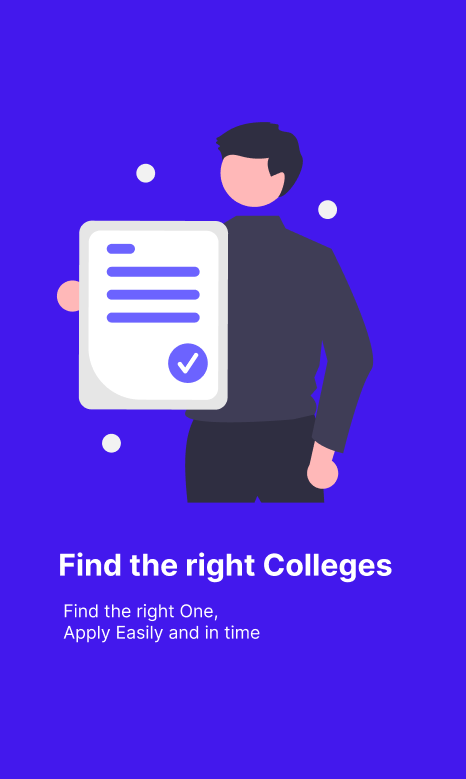 Find the right Colleges
Find the right One,
Apply Easily and in time